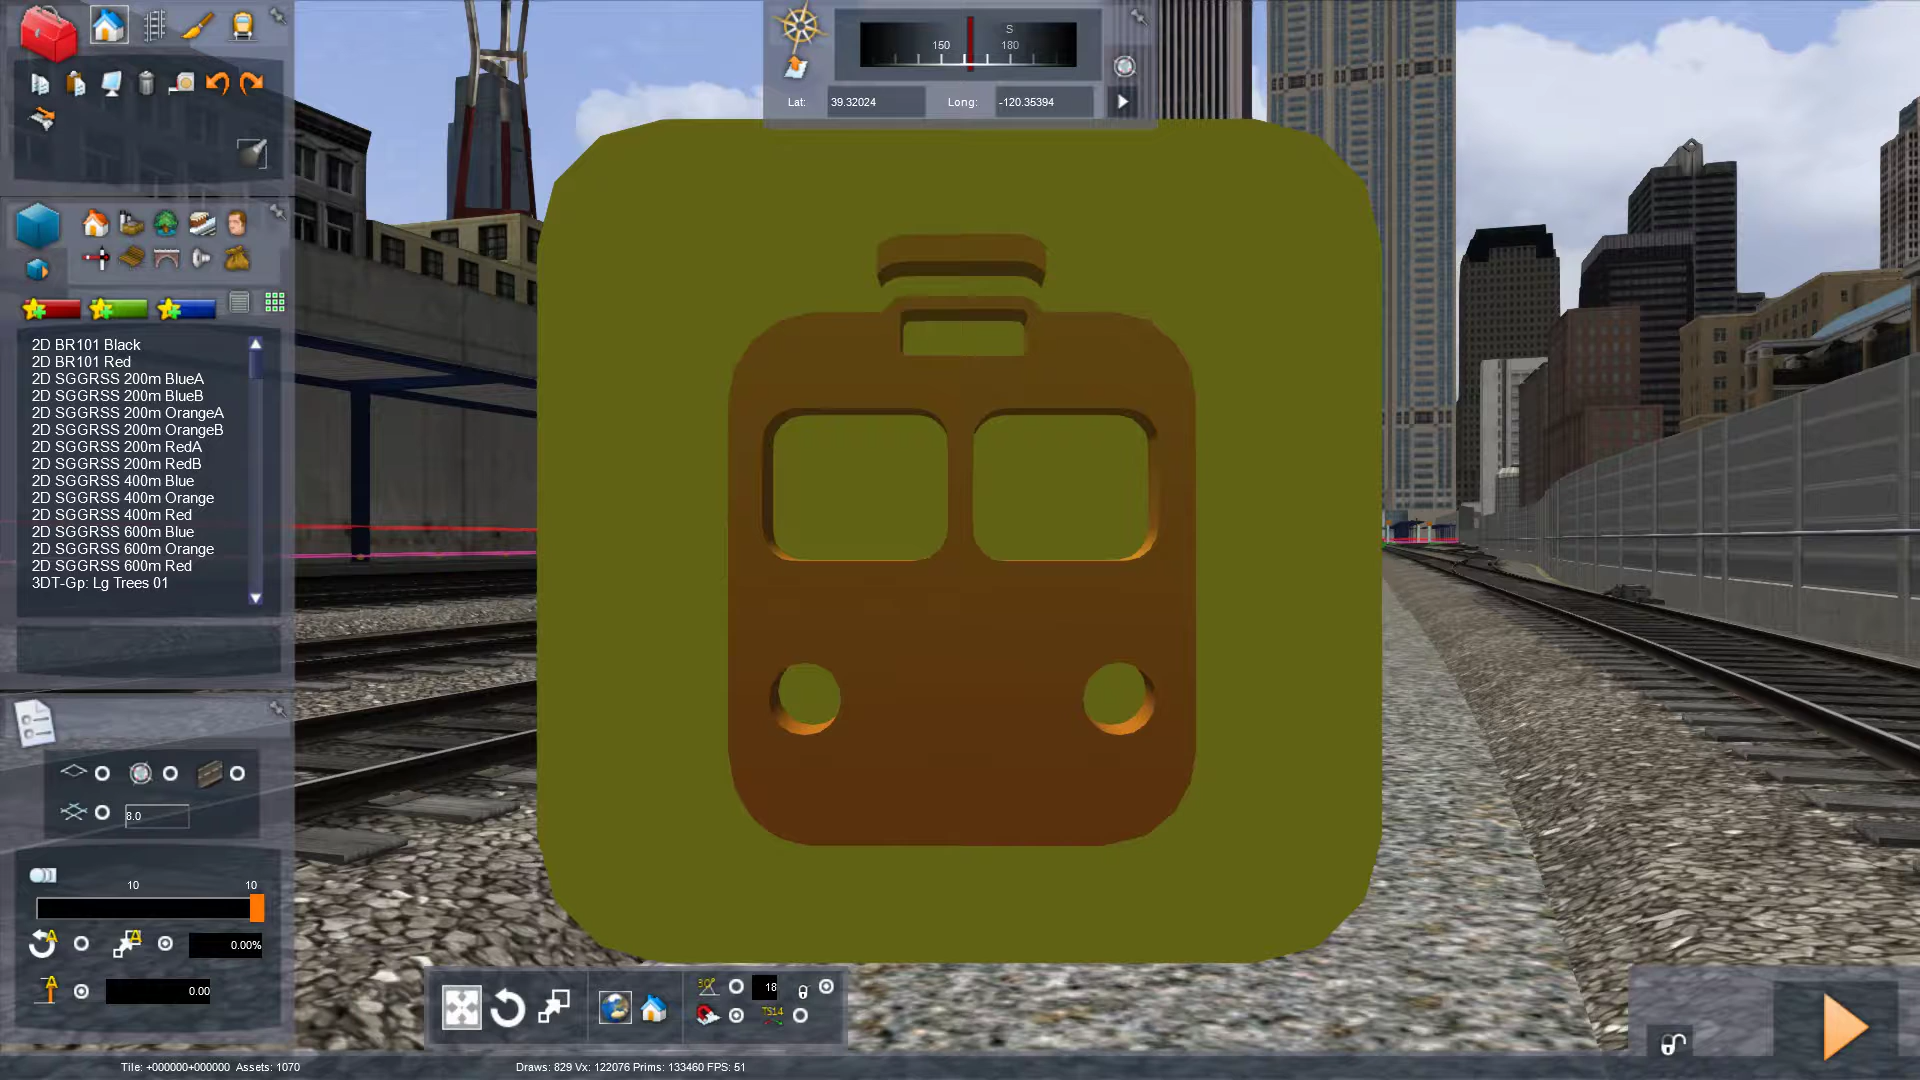 S
150 180
Lat: 39.32024 Long: -120.35394
2D BR101 Black
2D BR101 Red
2D SGGRSS 200m BlueA
2D SGGRSS 200m BlueB
2D SGGRSS 200m OrangeA
2D SGGRSS 200m OrangeB
2D SGGRSS 200m RedA
2D SGGRSS 200m RedB
2D SGGRSS 400m Blue
2D SGGRSS 400m Orange
2D SGGRSS 400m Red
2D SGGRSS 600m Blue
2D SGGRSS 600m Orange
2D SGGRSS 600m Red
3DT-Gp: Lg Trees 01
8.0
10 10
A A 0.00%
A 0.00
30° 18
TS14
Tile: +000000+000000 Assets: 1070
Draws: 829 Vx: 122076 Prims: 133460 FPS: 51